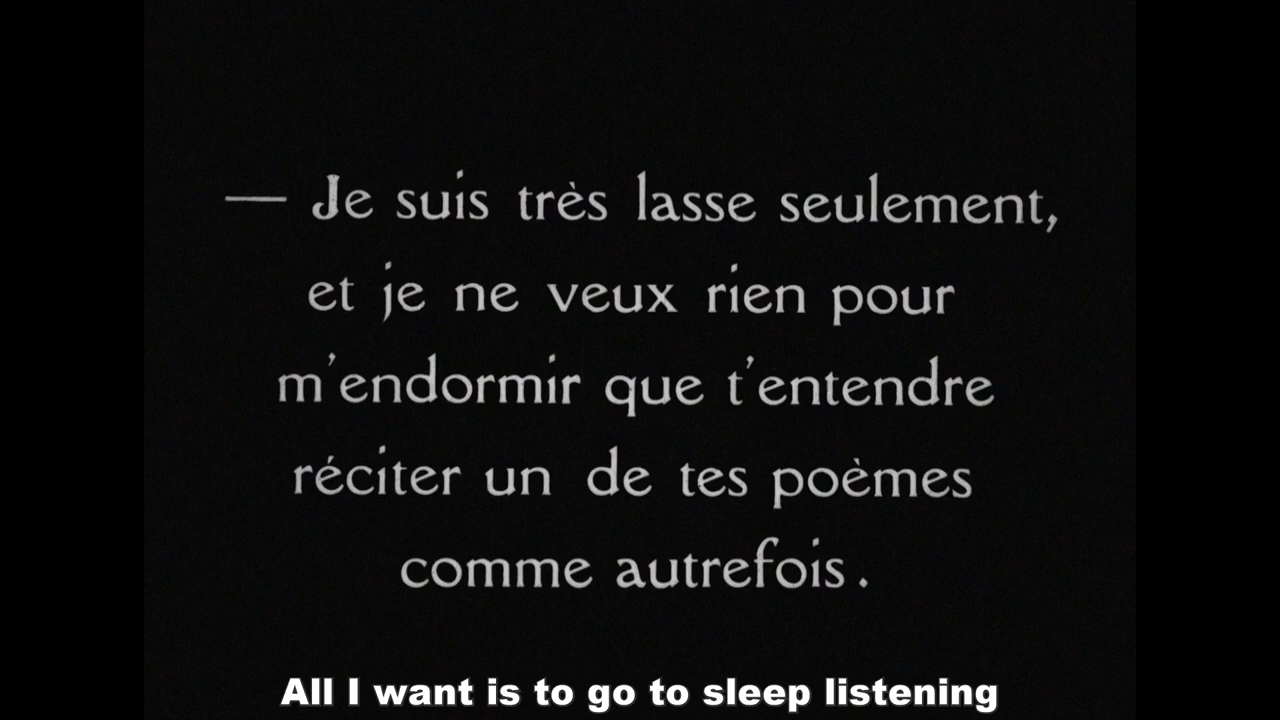 — Je suis très lasse seulement,
et je ne veux rien pour
m'endormir que t'entendre
réciter un de tes poèmes
comme autrefois.
All I want is to go to sleep listening